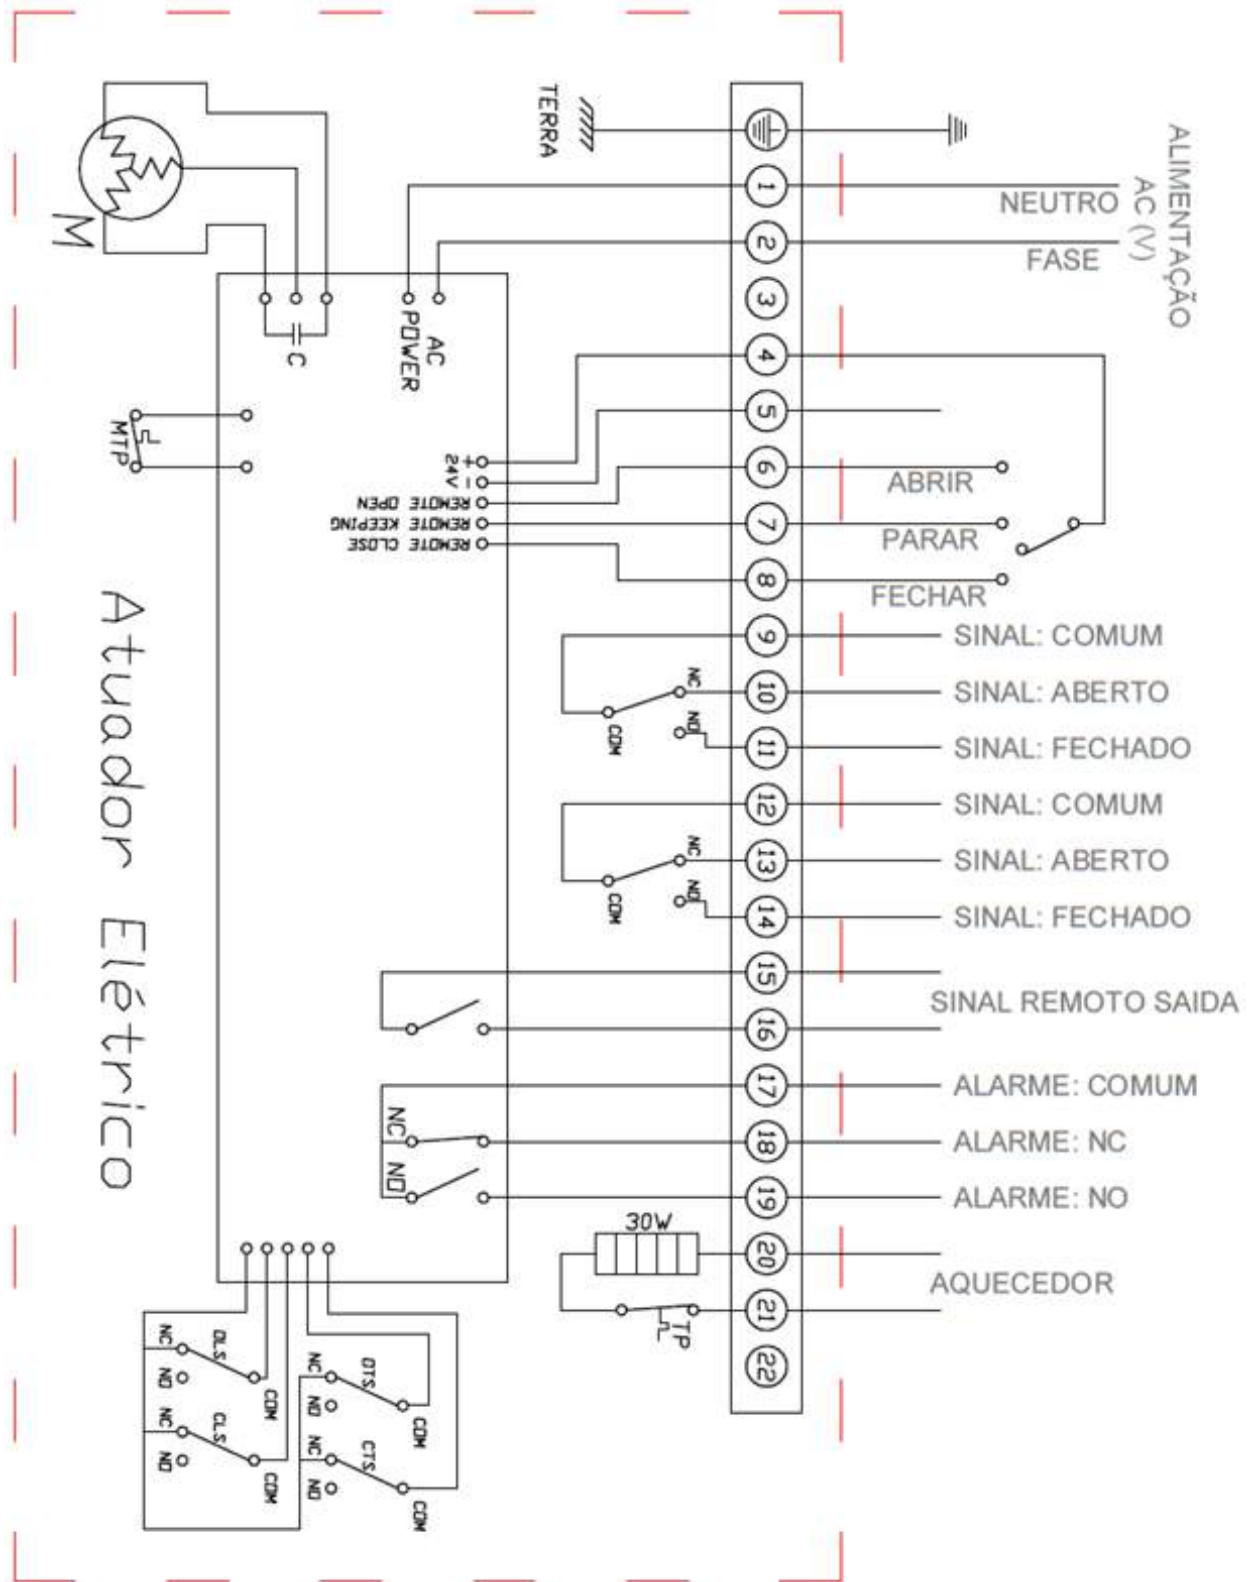 TERRA
ALIMENTAÇÃO
AC (V)
1
NEUTRO
2
FASE
M
3
C
AC
POWER
4
MTP
5
24V + -
6
ABRIR
REMOTE OPEN
REMOTE KEEPING
REMOTE CLOSE
7
PARAR
8
FECHAR
Atuador Elétrico
9
SINAL: COMUM
NC
10
SINAL: ABERTO
COM
NO
11
SINAL: FECHADO
12
SINAL: COMUM
NC
13
SINAL: ABERTO
COM
NO
14
SINAL: FECHADO
15
SINAL REMOTO SAIDA
16
17
ALARME: COMUM
NC
18
ALARME: NC
NO
19
ALARME: NO
30W
20
AQUECEDOR
21
TP
22
NC
OLS
NO
COM
NC
OTS
NO
COM
NC
CLS
NO
COM
NC
CTS
NO
COM